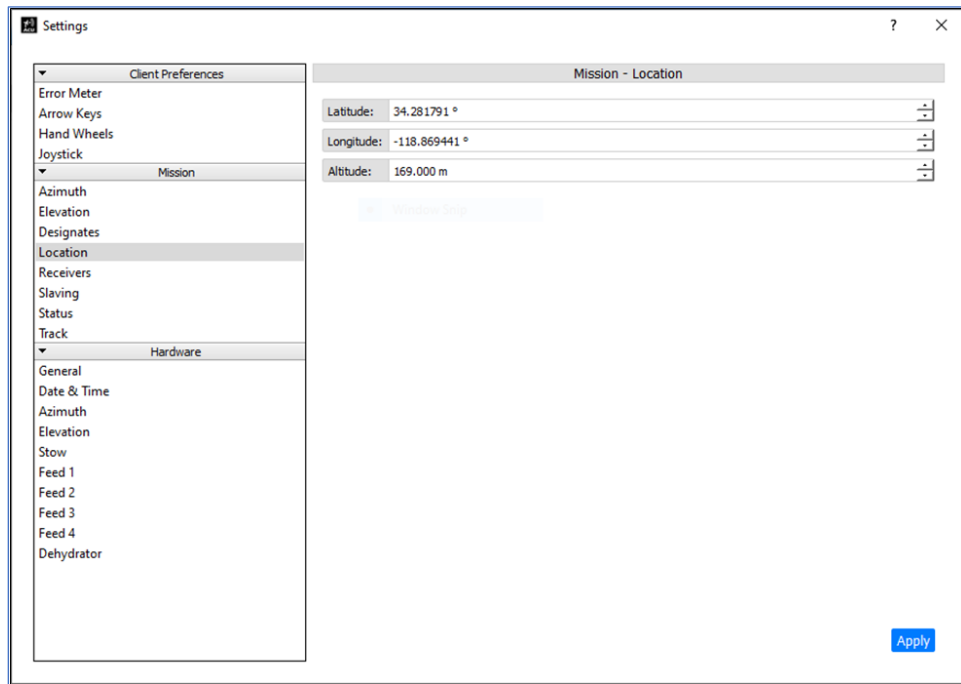 Settings
?
Client Preferences
Error Meter
Arrow Keys
Hand Wheels
Joystick
Mission
Azimuth
Elevation
Designates
Location
Receivers
Slaving
Status
Track
Hardware
General
Date & Time
Azimuth
Elevation
Stow
Feed 1
Feed 2
Feed 3
Feed 4
Dehydrator
Mission - Location
Latitude: 34.281791 °
Longitude: -118.869441 °
Altitude: 169.000 m
Window Snip
Apply